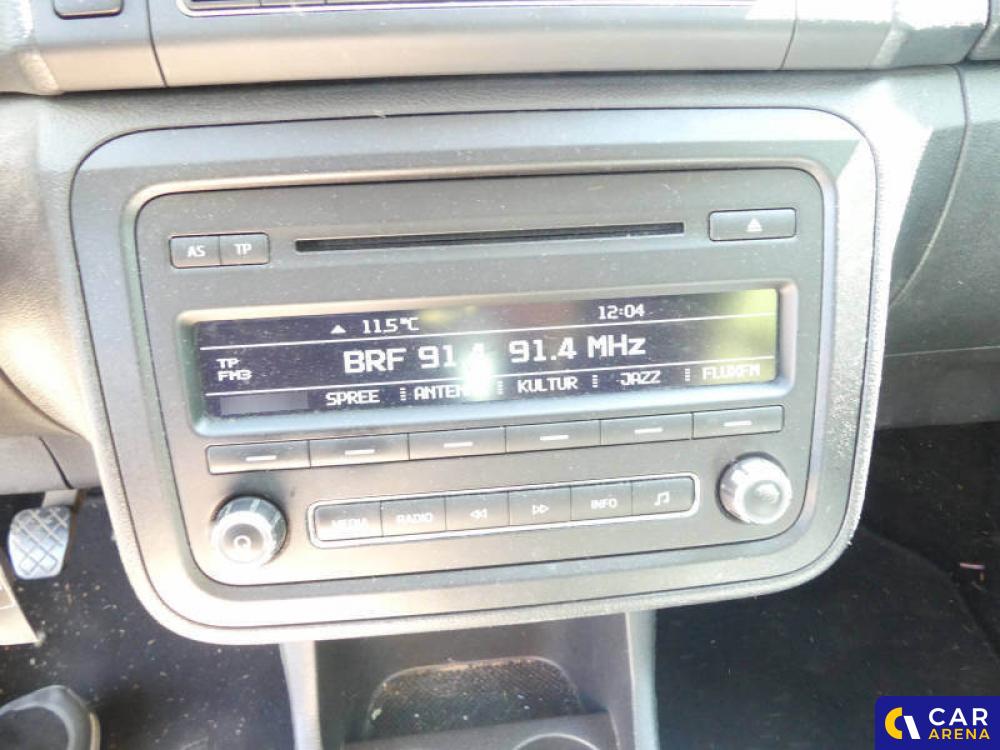 AS TP
11.5°C 12:04
TP
FM3
BRF 91.4 91.4 MHz
SPREE ANTEN KULTUR JAZZ FLUXFM
MEDIA RADIO INFO
CAR
ARENA